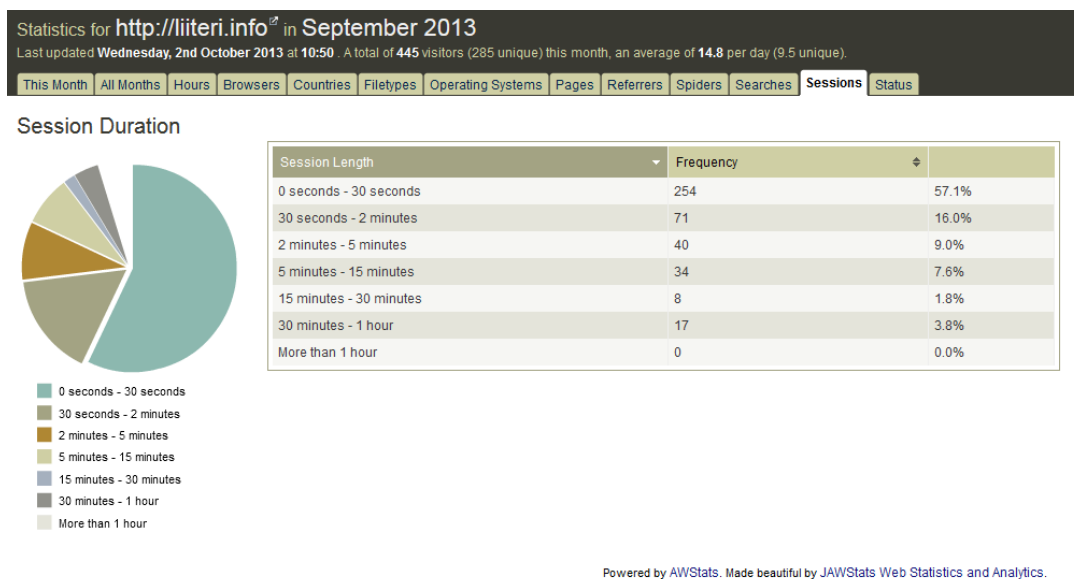 Statistics for http://liiteri.info in September 2013
Last updated Wednesday, 2nd October 2013 at 10:50 . A total of 445 visitors (285 unique) this month, an average of 14.8 per day (9.5 unique).
This Month All Months Hours Browsers Countries Filetypes Operating Systems Pages Referrers Spiders Searches Sessions Status
Session Duration
Session Length Frequency
0 seconds - 30 seconds 254 57.1%
30 seconds - 2 minutes 71 16.0%
2 minutes - 5 minutes 40 9.0%
5 minutes - 15 minutes 34 7.6%
15 minutes - 30 minutes 8 1.8%
30 minutes - 1 hour 17 3.8%
More than 1 hour 0 0.0%
0 seconds - 30 seconds
30 seconds - 2 minutes
2 minutes - 5 minutes
5 minutes - 15 minutes
15 minutes - 30 minutes
30 minutes - 1 hour
More than 1 hour
Powered by AWStats. Made beautiful by JAWStats Web Statistics and Analytics.